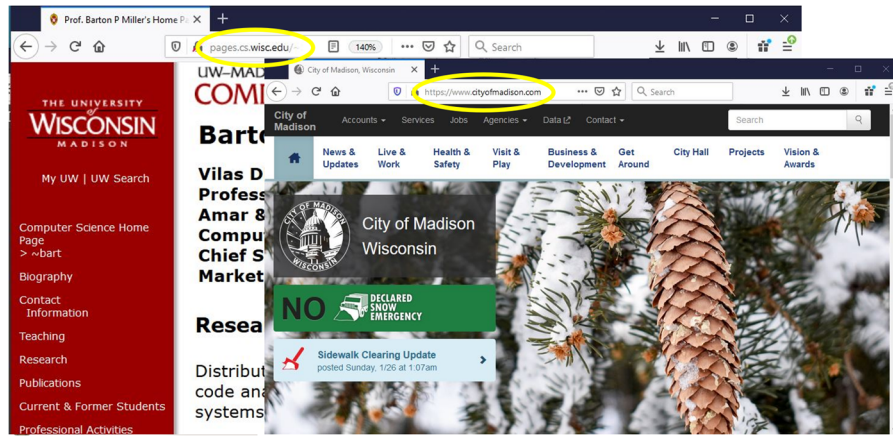 Prof. Barton P Miller's Home P
pages.cs.wisc.edu/~
140%
Search
THE UNIVERSITY
of
WISCONSIN
MADISON
My UW | UW Search
Computer Science Home
Page
> ~bart
Biography
Contact
Information
Teaching
Research
Publications
Current & Former Students
Professional Activities
UW-MAD
COM
Bart
Vilas D
Profess
Amar &
Compu
Chief S
Market
Resea
Distribut
code ana
systems
City of Madison, Wisconsin
https://www.cityofmadison.com
Search
City of
Madison
Accounts
Services
Jobs
Agencies
Data
Contact
Search
News &
Updates
Live &
Work
Health &
Safety
Visit &
Play
Business &
Development
Get
Around
City Hall
Projects
Vision &
Awards
CITY OF MADISON
WISCONSIN
City of Madison
Wisconsin
NO
DECLARED
SNOW
EMERGENCY
Sidewalk Clearing Update
posted Sunday, 1/26 at 1:07am